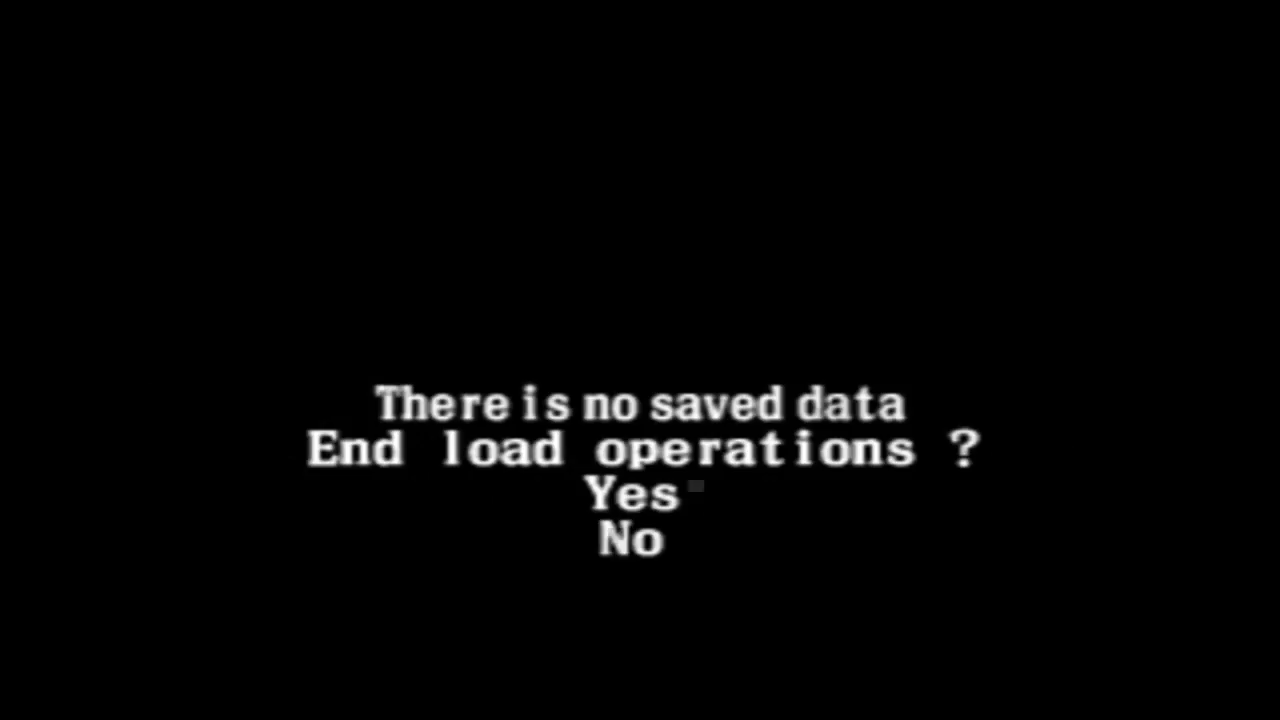 There is no saved data
End load operations ?
Yes
No